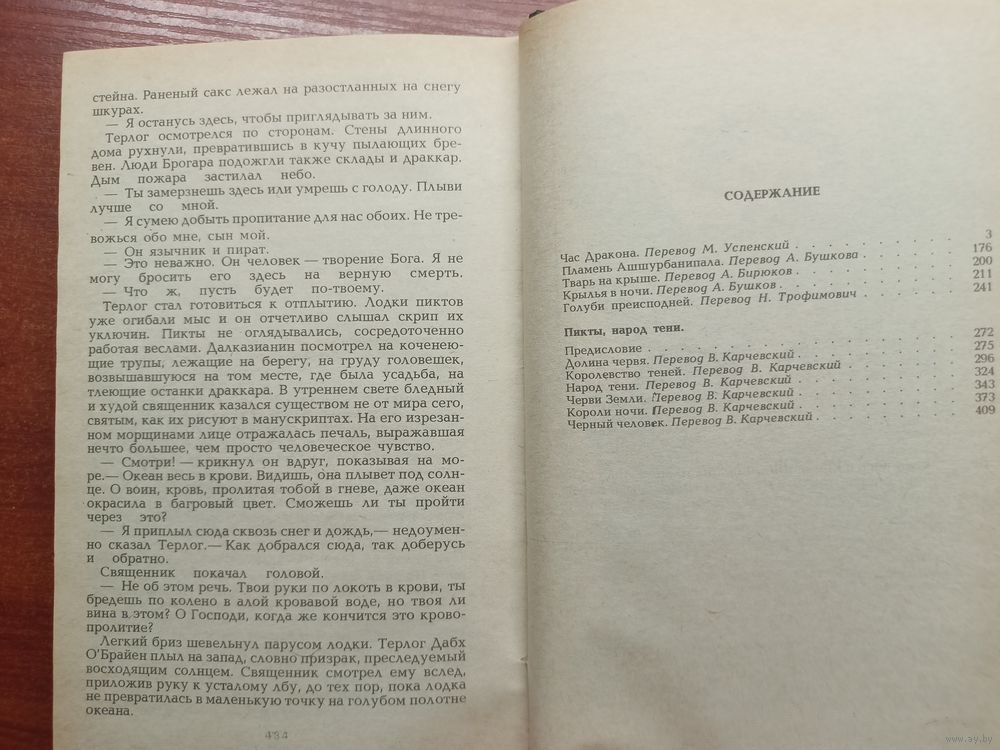 стейна. Раненый сакс лежал на разостланных на снегу
шкурах.
— Я останусь здесь, чтобы приглядывать за ним.
Терлог осмотрелся по сторонам. Стены длинного
дома рухнули, превратившись в кучу пылающих бре-
вен. Люди Брогара подожгли также склады и драккар.
Дым пожара застилал небо.
— Ты замерзнешь здесь или умрешь с голоду. Плыви
лучше со мной.
— Я сумею добыть пропитание для нас обоих. Не тре-
вожься обо мне, сын мой.
— Он язычник и пират.
— Это неважно. Он человек — творение Бога. Я не
могу бросить его здесь на верную смерть.
— Что ж, пусть будет по-твоему.
Терлог стал готовиться к отплытию. Лодки пиктов
уже огибали мыс и он отчетливо слышал скрип их
уключин. Пикты не оглядывались, сосредоточенно
работая веслами. Далказианин посмотрел на коченею-
щие трупы, лежащие на берегу, на груду головешек,
возвышавшуюся на том месте, где была усадьба, на
тлеющие останки драккара. В утреннем свете бледный
и худой священник казался существом не от мира сего,
святым, как их рисуют в манускриптах. На его изрезан-
ном морщинами лице отражалась печаль, выражавшая
нечто большее, чем просто человеческое чувство.
— Смотри! — крикнул он вдруг, показывая на мо-
ре.— Океан весь в крови. Видишь, она плывет под солн-
це. О воин, кровь, пролитая тобой в гневе, даже океан
окрасила в багровый цвет. Сможешь ли ты пройти
через это?
— Я приплыл сюда сквозь снег и дождь,— недоумен-
но сказал Терлог.— Как добрался сюда, так доберусь
и обратно.
Священник покачал головой.
— Не об этом речь. Твои руки по локоть в крови, ты
бредешь по колено в алой кровавой воде, но твоя ли
вина в этом? О Господи, когда же кончится это крово-
пролитие?
Легкий бриз шевельнул парусом лодки. Терлог Дабх
О'Брайен плыл на запад, словно призрак, преследуемый
восходящим солнцем. Священник смотрел ему вслед,
приложив руку к усталому лбу, до тех пор, пока лодка
не превратилась в маленькую точку на голубом полотне
океана.
434
СОДЕРЖАНИЕ
Час Дракона. Перевод М. Успенский . . . . . . . . . 3
Пламень Ашшурбанипала. Перевод А. Бушкова . . . . . 176
Тварь на крыше. Перевод А. Бирюков . . . . . . . . . 200
Крылья в ночи. Перевод А. Бушков . . . . . . . . . . 211
Голуби преисподней. Перевод Н. Трофимович . . . . . 241
Пикты, народ тени.
Предисловие . . . . . . . . . . . . . . . . 272
Долина червя. Перевод В. Карчевский . . . . . . . . 275
Королевство теней. Перевод В. Карчевский . . . . . . 296
Народ тени. Перевод В. Карчевский . . . . . . . . . 324
Черви Земли. Перевод В. Карчевский . . . . . . . . . 343
Короли ночи. Перевод В. Карчевский . . . . . . . . . 373
Черный человек. Перевод В. Карчевский . . . . . . . 409
www.ay.by